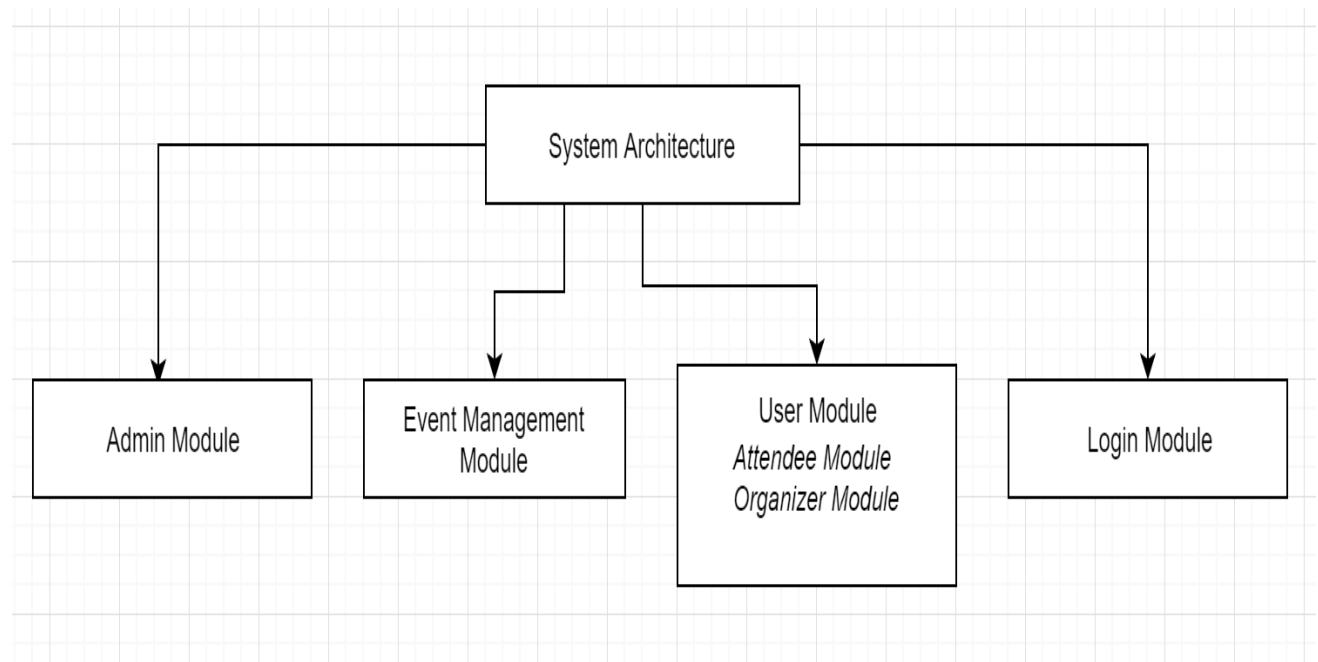 System Architecture
Admin Module
Event Management
Module
User Module
Attendee Module
Organizer Module
Login Module